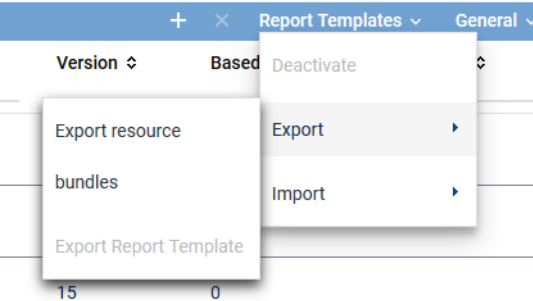 Report Templates General
Version Based
Deactivate
Export resource
Export
bundles
Import
Export Report Template
15 0